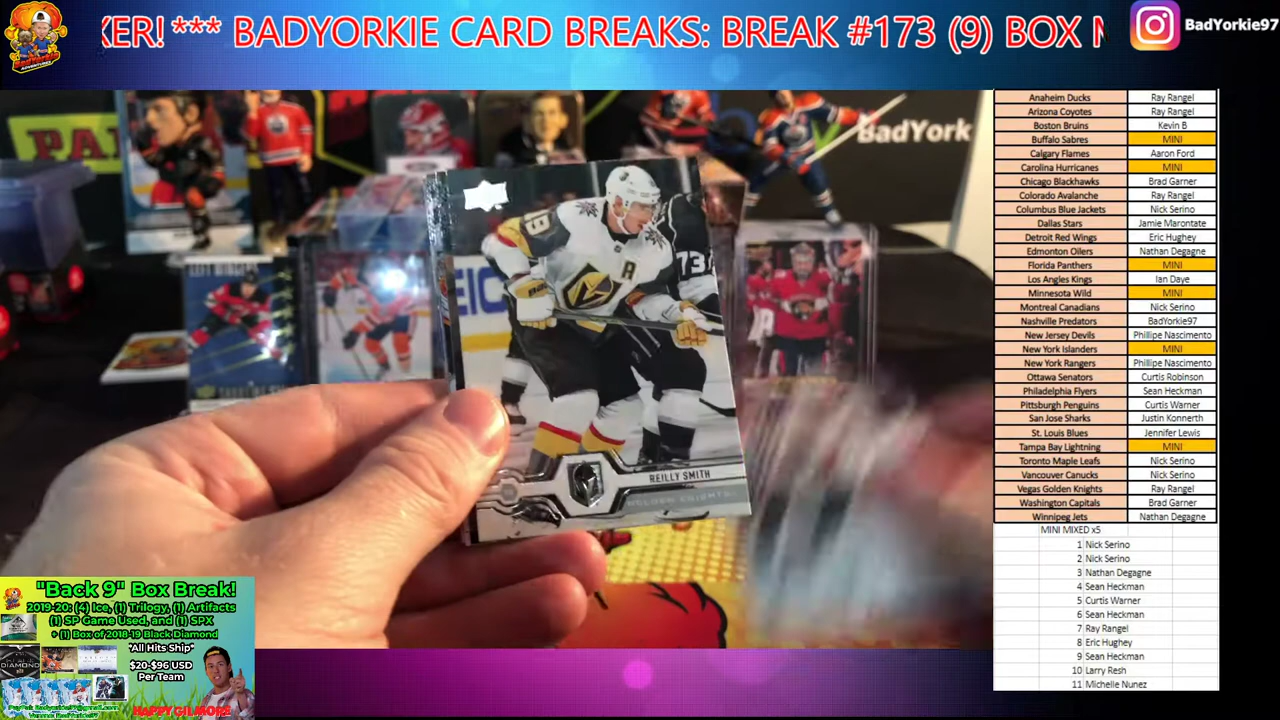 KER! *** BADYORKIE CARD BREAKS: BREAK #173 (9) BOX M
BadYorkie97
BadYork
73
REILLY SMITH
GOLDEN KNIGHTS
Anaheim Ducks Ray Rangel
Arizona Coyotes Ray Rangel
Boston Bruins Kevin B
Buffalo Sabres MINI
Calgary Flames Aaron Ford
Carolina Hurricanes MINI
Chicago Blackhawks Brad Garner
Colorado Avalanche Ray Rangel
Columbus Blue Jackets Nick Serino
Dallas Stars Jamie Marontate
Detroit Red Wings Eric Hughey
Edmonton Oilers Nathan Degagne
Florida Panthers MINI
Los Angeles Kings Ian Daye
Minnesota Wild MINI
Montreal Canadians Nick Serino
Nashville Predators BadYorkie97
New Jersey Devils Phillipe Nascimento
New York Islanders MINI
New York Rangers Phillipe Nascimento
Ottawa Senators Curtis Robinson
Philadelphia Flyers Sean Heckman
Pittsburgh Penguins Curtis Warner
San Jose Sharks Justin Konnerth
St. Louis Blues Jennifer Lewis
Tampa Bay Lightning MINI
Toronto Maple Leafs Nick Serino
Vancouver Canucks Nick Serino
Vegas Golden Knights Ray Rangel
Washington Capitals Brad Garner
Winnipeg Jets Nathan Degagne
MINI MIXED x5
1 Nick Serino
2 Nick Serino
3 Nathan Degagne
4 Sean Heckman
5 Curtis Warner
6 Sean Heckman
7 Ray Rangel
8 Eric Hughey
9 Sean Heckman
10 Larry Resh
11 Michelle Nunez
"Back 9" Box Break!
2019-20: (4) Ice, (1) Trilogy, (1) Artifacts
(1) SP Game Used, and (1) SPX
+ (1) Box of 2018-19 Black Diamond
*All Hits Ship*
$20-$96 USD
Per Team
DIAMOND
HAPPY GILMORE